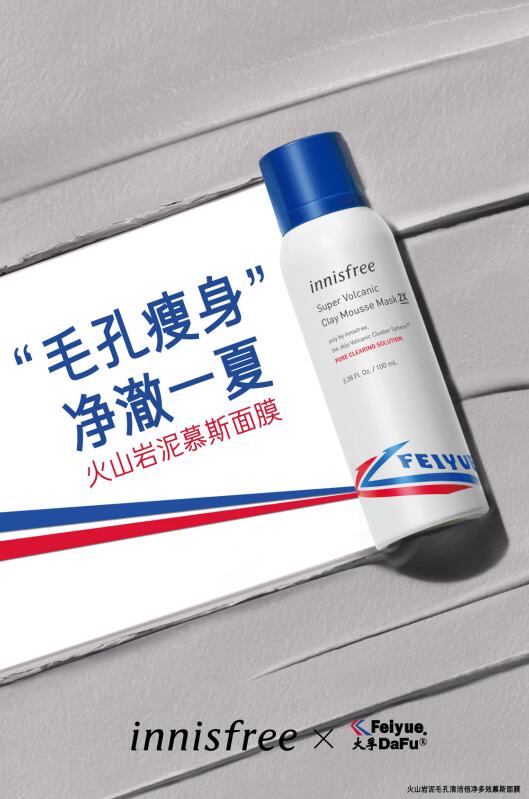 “毛孔瘦身”
净澈一夏
火山岩泥慕斯面膜
innisfree
Super Volcanic
Clay Mousse Mask 2X
only by innisfree,
the Jeju Volcanic Cluster Sphere™
PORE CLEARING SOLUTION
3.38 Fl. Oz. / 100 mL
FEIYUE
innisfree × Feiyue.
大孚DaFu®
火山岩泥毛孔清洁倍净多效慕斯面膜